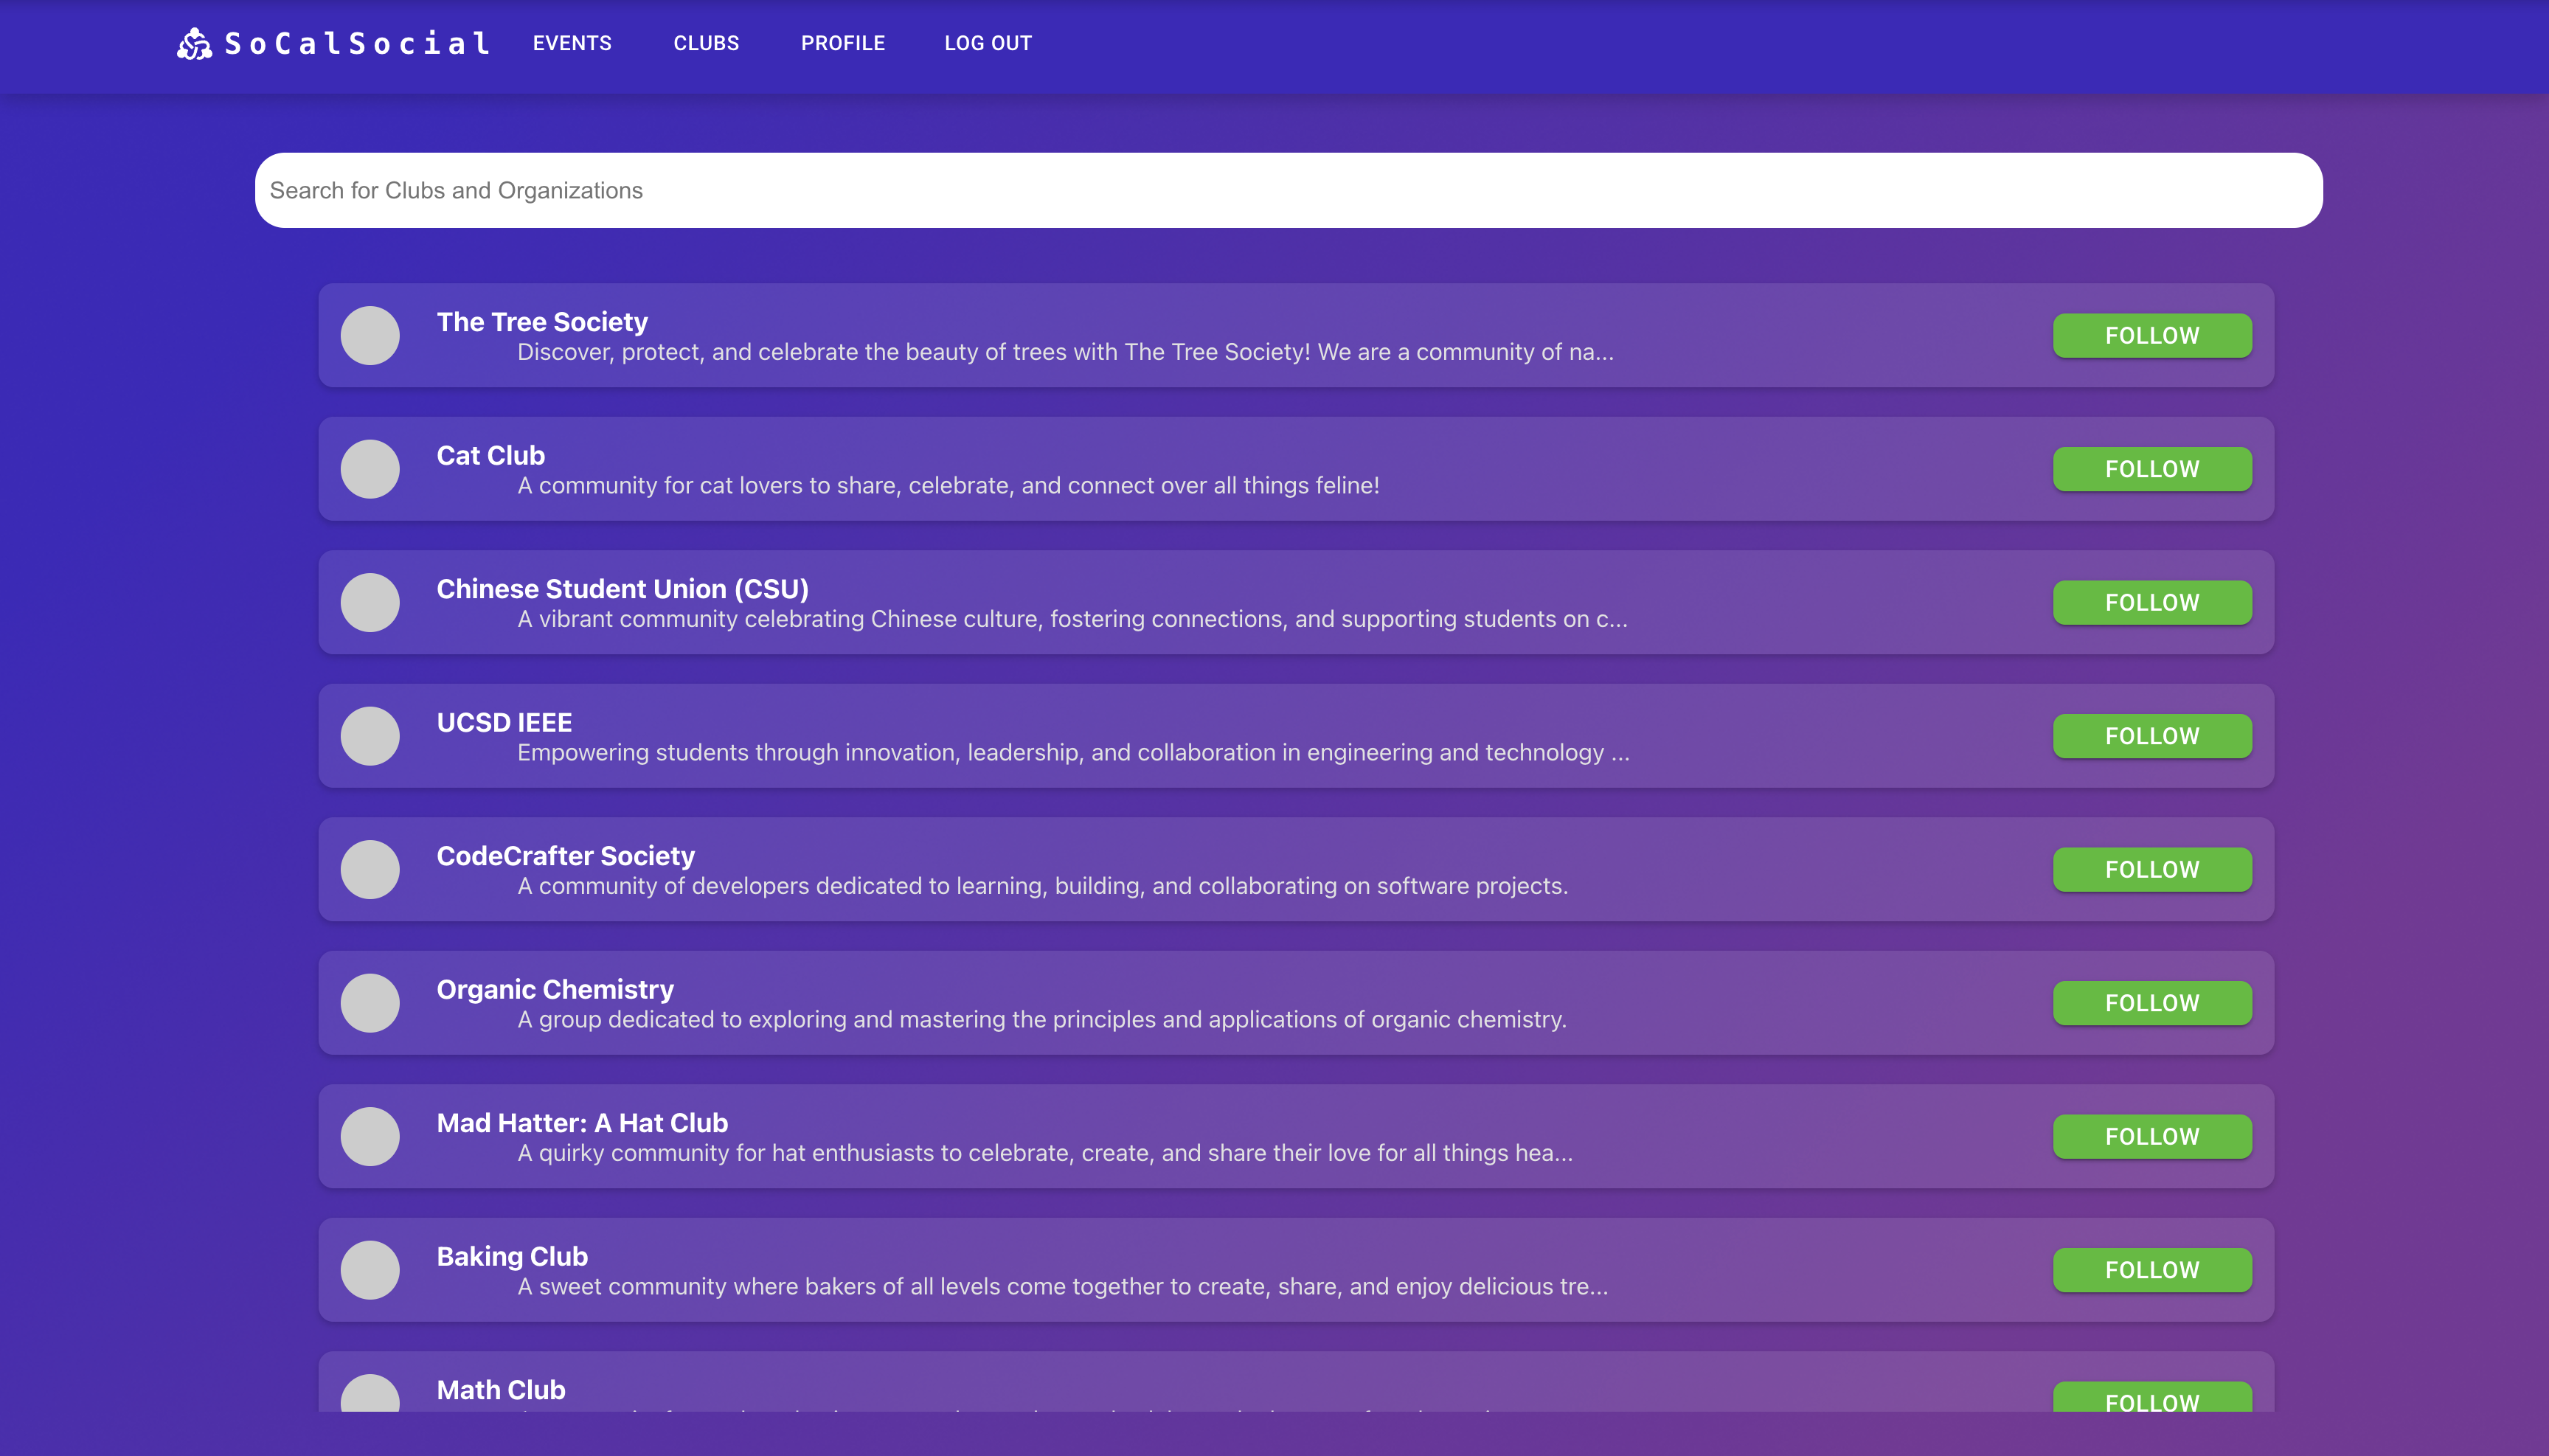 SoCalSocial EVENTS CLUBS PROFILE LOG OUT
Search for Clubs and Organizations
The Tree Society
Discover, protect, and celebrate the beauty of trees with The Tree Society! We are a community of na...
FOLLOW
Cat Club
A community for cat lovers to share, celebrate, and connect over all things feline!
FOLLOW
Chinese Student Union (CSU)
A vibrant community celebrating Chinese culture, fostering connections, and supporting students on c...
FOLLOW
UCSD IEEE
Empowering students through innovation, leadership, and collaboration in engineering and technology ...
FOLLOW
CodeCrafter Society
A community of developers dedicated to learning, building, and collaborating on software projects.
FOLLOW
Organic Chemistry
A group dedicated to exploring and mastering the principles and applications of organic chemistry.
FOLLOW
Mad Hatter: A Hat Club
A quirky community for hat enthusiasts to celebrate, create, and share their love for all things hea...
FOLLOW
Baking Club
A sweet community where bakers of all levels come together to create, share, and enjoy delicious tre...
FOLLOW
Math Club
FOLLOW